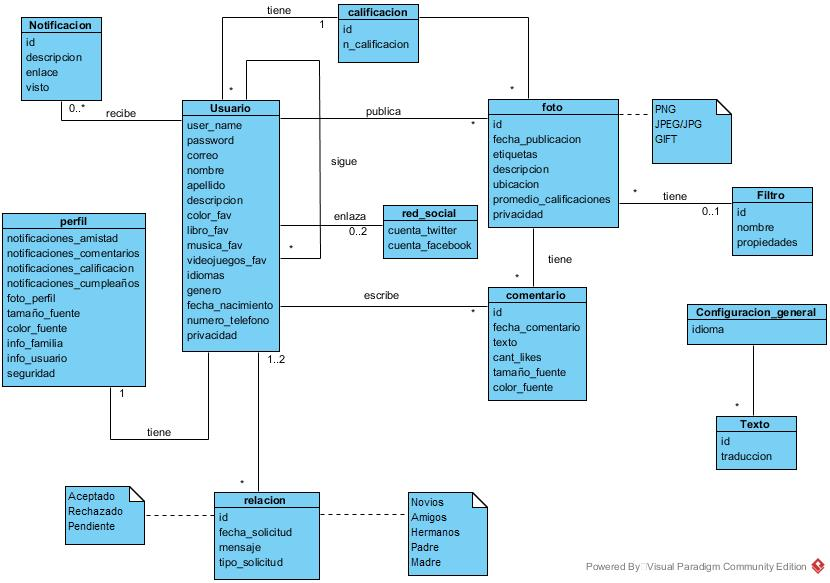 tiene
calificacion
1
id
n_calificacion
*
*
Notificacion
id
descripcion
enlace
visto
0..*
recibe
Usuario
user_name
password
correo
nombre
apellido
descripcion
color_fav
libro_fav
musica_fav
videojuegos_fav
idiomas
genero
fecha_nacimiento
numero_telefono
privacidad
publica
*
sigue
*
foto
id
fecha_publicacion
etiquetas
descripcion
ubicacion
promedio_calificaciones
privacidad
PNG
JPEG/JPG
GIFT
*
tiene
0..1
Filtro
id
nombre
propiedades
enlaza
0..2
red_social
cuenta_twitter
cuenta_facebook
perfil
notificaciones_amistad
notificaciones_comentarios
notificaciones_calificacion
notificaciones_cumpleaños
foto_perfil
tamaño_fuente
color_fuente
info_familia
info_usuario
seguridad
1
tiene
tiene
*
escribe
*
comentario
id
fecha_comentario
texto
cant_likes
tamaño_fuente
color_fuente
Configuracion_general
idioma
*
Texto
id
traduccion
1..2
*
Aceptado
Rechazado
Pendiente
relacion
id
fecha_solicitud
mensaje
tipo_solicitud
Novios
Amigos
Hermanos
Padre
Madre
Powered By Visual Paradigm Community Edition